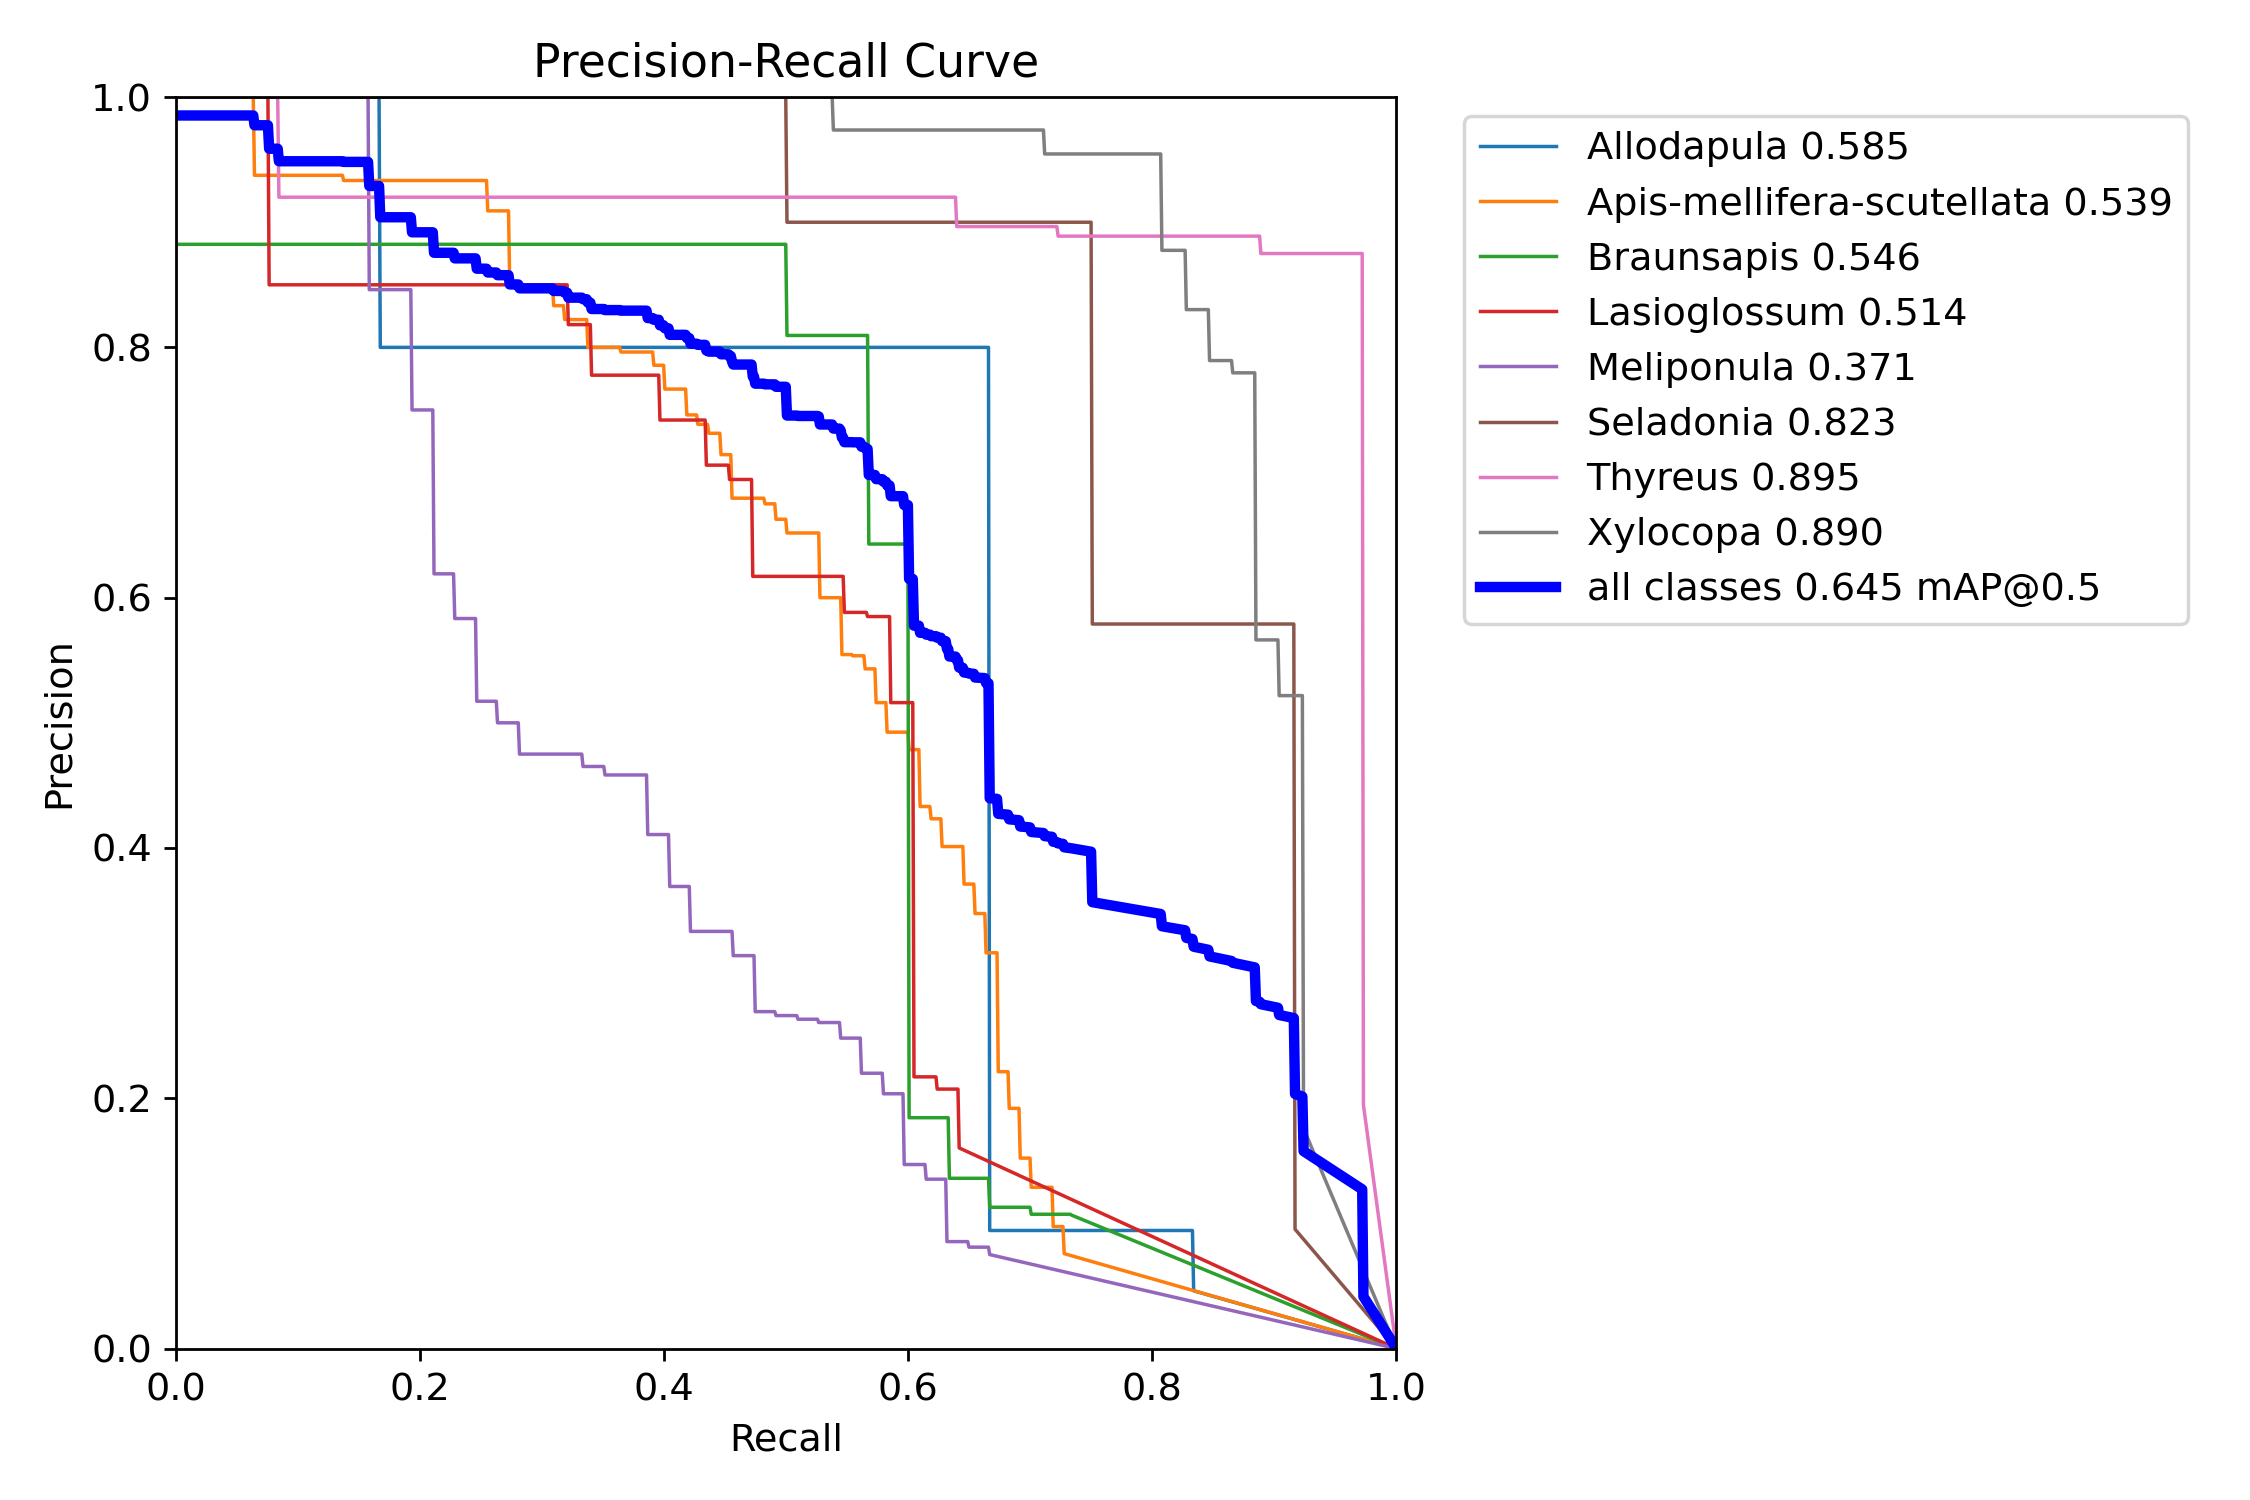 Precision-Recall Curve
1.0
0.8
0.6
0.4
0.2
0.0
Precision
0.0 0.2 0.4 0.6 0.8 1.0
Recall
Allodapula 0.585
Apis-mellifera-scutellata 0.539
Braunsapis 0.546
Lasioglossum 0.514
Meliponula 0.371
Seladonia 0.823
Thyreus 0.895
Xylocopa 0.890
all classes 0.645 mAP@0.5